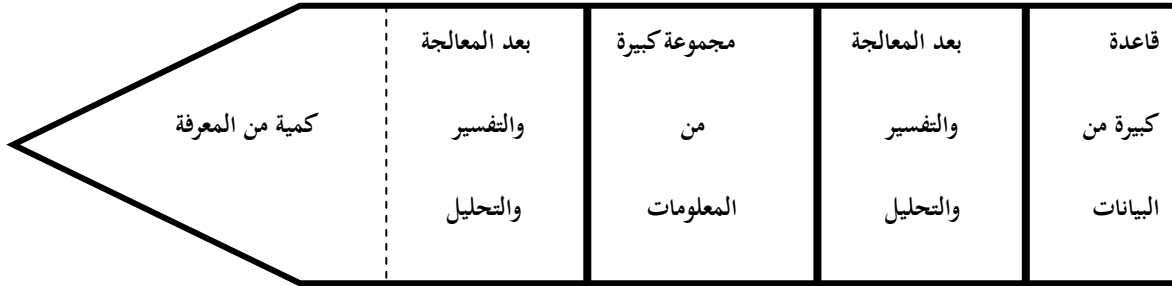 قاعدة
كبيرة من
البيانات
بعد المعالجة
والتفسير
والتحليل
مجموعة كبيرة
من
المعلومات
بعد المعالجة
والتفسير
والتحليل
كمية من المعرفة